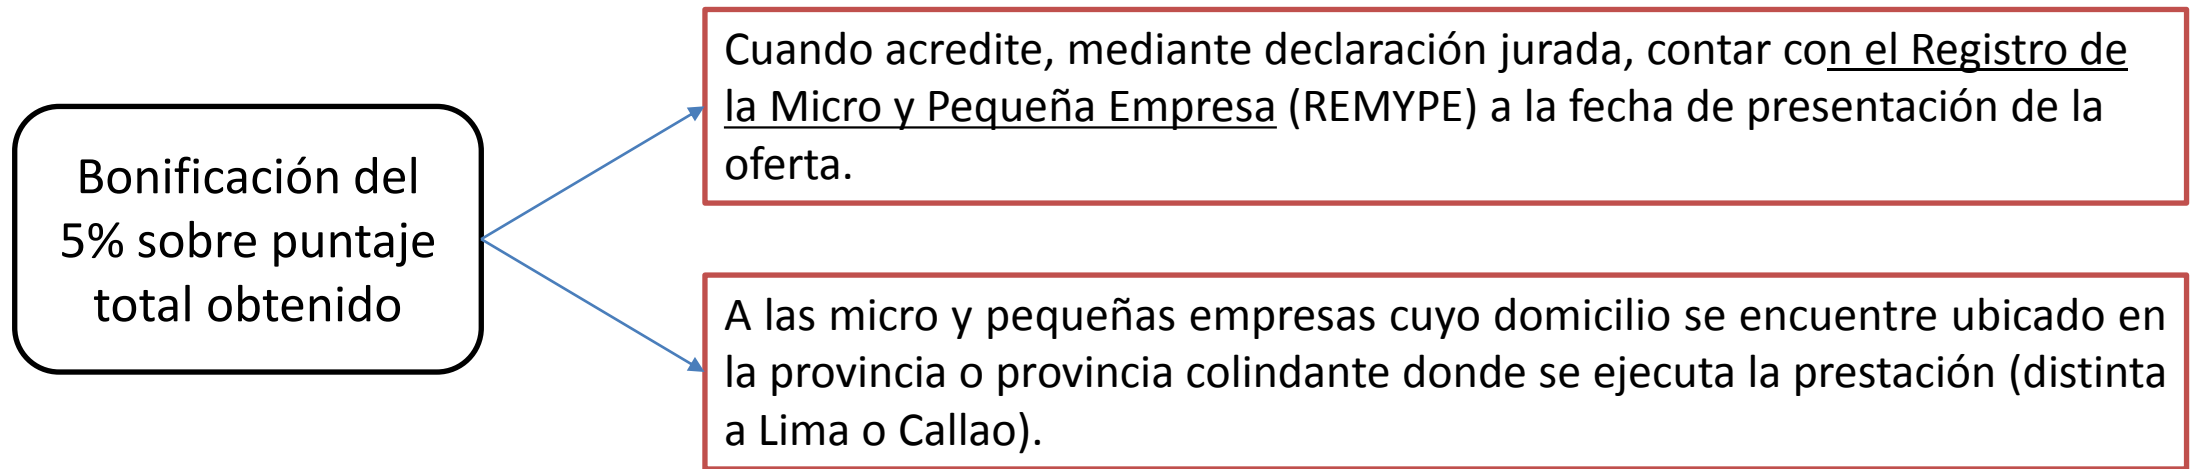 Bonificación del
5% sobre puntaje
total obtenido
Cuando acredite, mediante declaración jurada, contar con el Registro de
la Micro y Pequeña Empresa (REMYPE) a la fecha de presentación de la
oferta.
A las micro y pequeñas empresas cuyo domicilio se encuentre ubicado en
la provincia o provincia colindante donde se ejecuta la prestación (distinta
a Lima o Callao).